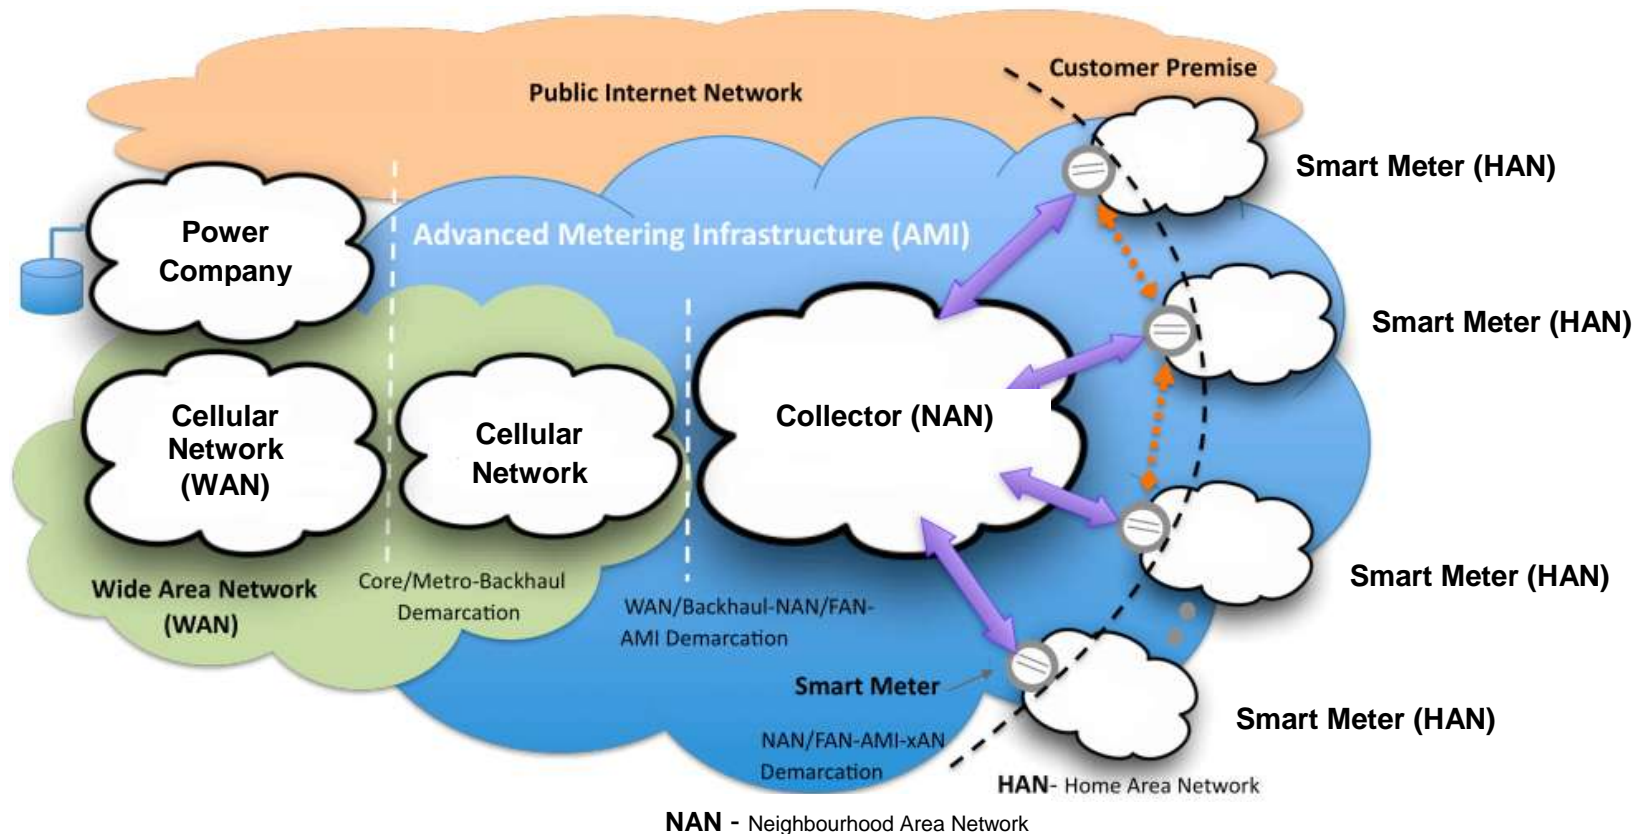 Public Internet Network
Customer Premise
Smart Meter (HAN)
Power
Company
Advanced Metering Infrastructure (AMI)
Smart Meter (HAN)
Cellular
Network
(WAN)
Cellular
Network
Collector (NAN)
Smart Meter (HAN)
Wide Area Network
(WAN)
Core/Metro-Backhaul
Demarcation
WAN/Backhaul-NAN/FAN-
AMI Demarcation
Smart Meter
Smart Meter (HAN)
NAN/FAN-AMI-xAN
Demarcation
HAN- Home Area Network
NAN - Neighbourhood Area Network